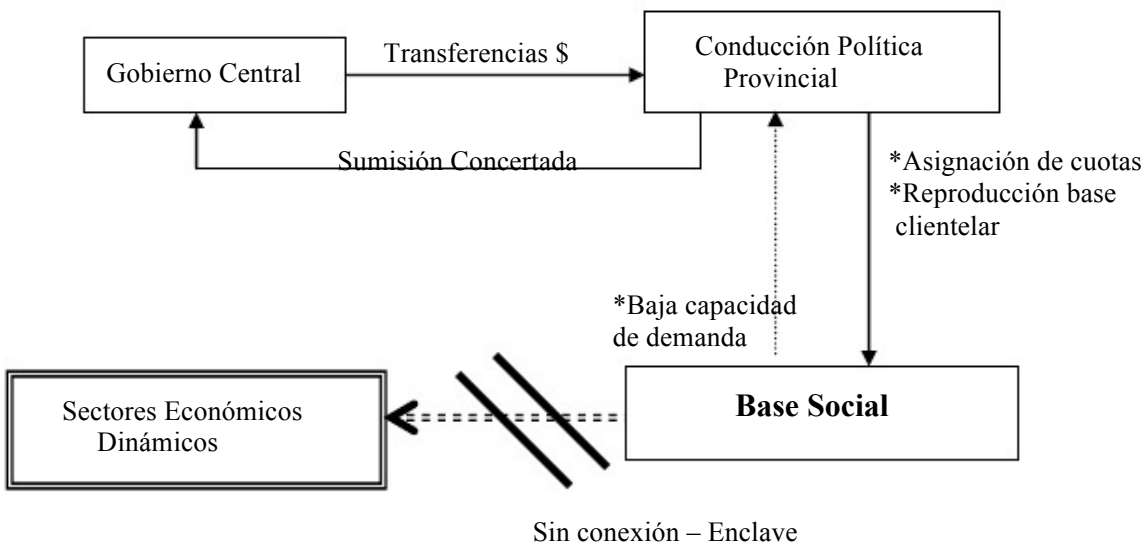 Gobierno Central
Transferencias $
Conducción Política
Provincial
Sumisión Concertada
*Asignación de cuotas
*Reproducción base
clientelar
*Baja capacidad
de demanda
Sectores Económicos
Dinámicos
Base Social
Sin conexión – Enclave